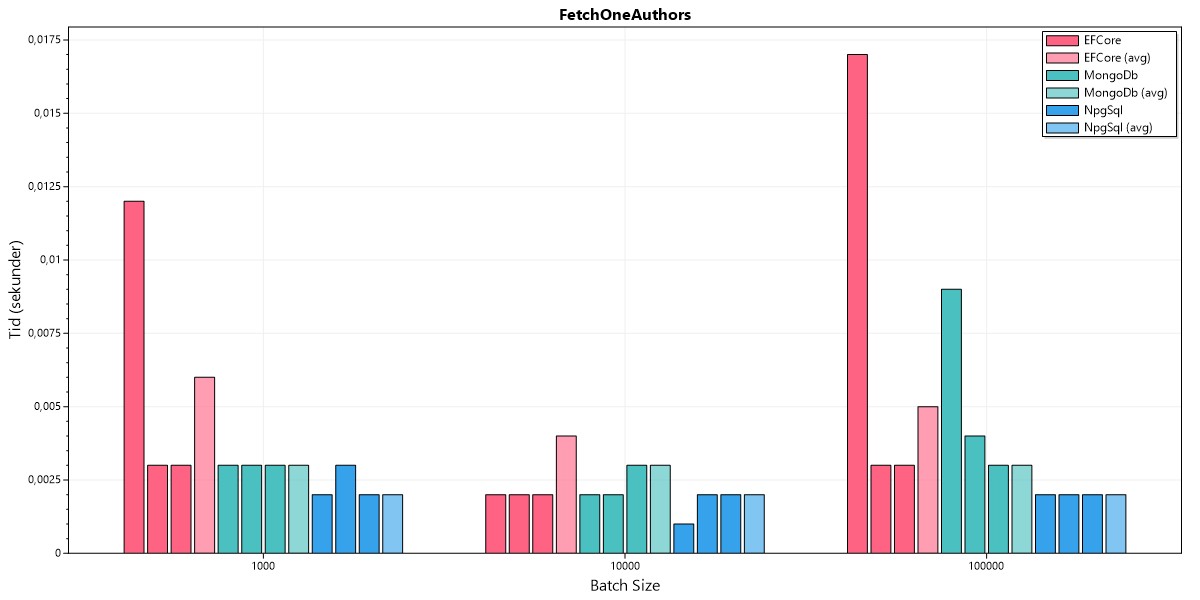 FetchOneAuthors
0,0175
0,015
0,0125
0,01
0,0075
0,005
0,0025
0
Tid (sekunder)
EFCore
EFCore (avg)
MongoDb
MongoDb (avg)
NpgSql
NpgSql (avg)
1000
10000
100000
Batch Size